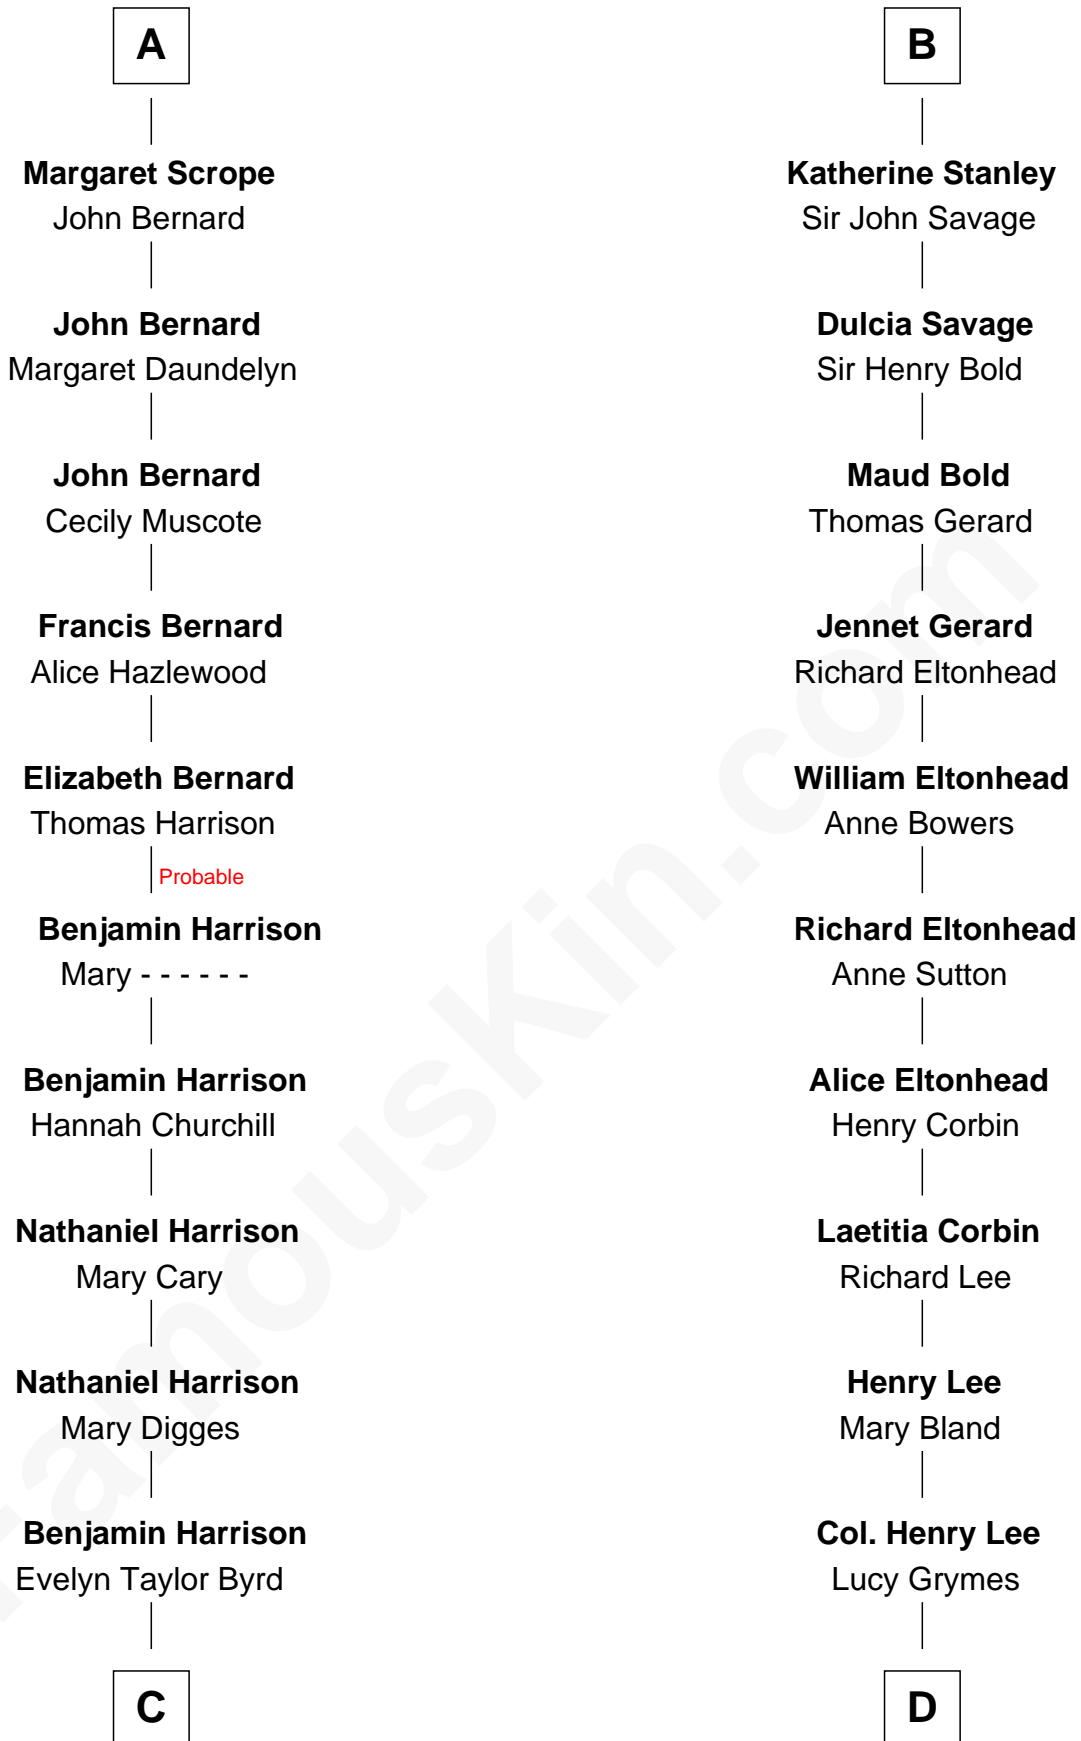 A
Margaret Scrope
John Bernard
John Bernard
Margaret Daundelyn
John Bernard
Cecily Muscote
Francis Bernard
Alice Hazlewood
Elizabeth Bernard
Thomas Harrison
Probable
Benjamin Harrison
Mary - - - - - -
Benjamin Harrison
Hannah Churchill
Nathaniel Harrison
Mary Cary
Nathaniel Harrison
Mary Digges
Benjamin Harrison
Evelyn Taylor Byrd
C
B
Katherine Stanley
Sir John Savage
Dulcia Savage
Sir Henry Bold
Maud Bold
Thomas Gerard
Jennet Gerard
Richard Eltonhead
William Eltonhead
Anne Bowers
Richard Eltonhead
Anne Sutton
Alice Eltonhead
Henry Corbin
Laetitia Corbin
Richard Lee
Henry Lee
Mary Bland
Col. Henry Lee
Lucy Grymes
D
FamousKin.com